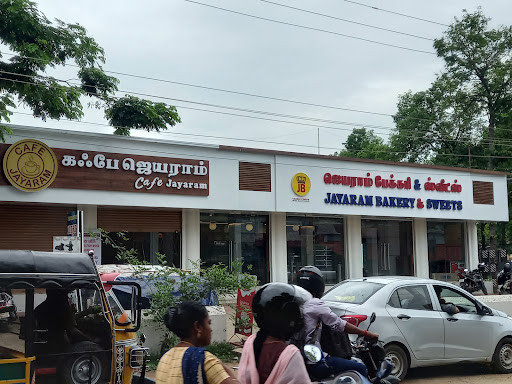 CAFE
JAYARAM
கஃபே ஜெயராம்
Cafe Jayaram
JB
ஜெயராம் பேக்கரி & ஸ்வீட்ஸ்
JAYARAM BAKERY & SWEETS